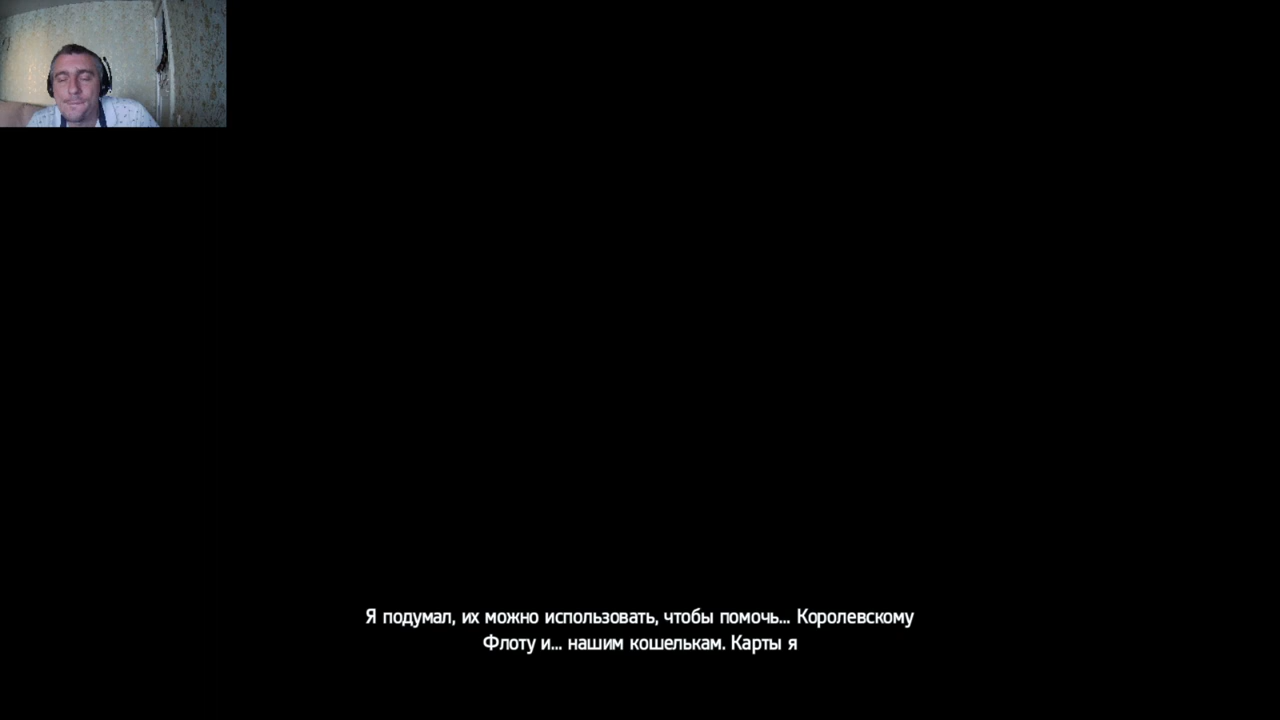 Я подумал, их можно использовать, чтобы помочь... Королевскому
Флоту и... нашим кошелькам. Карты я